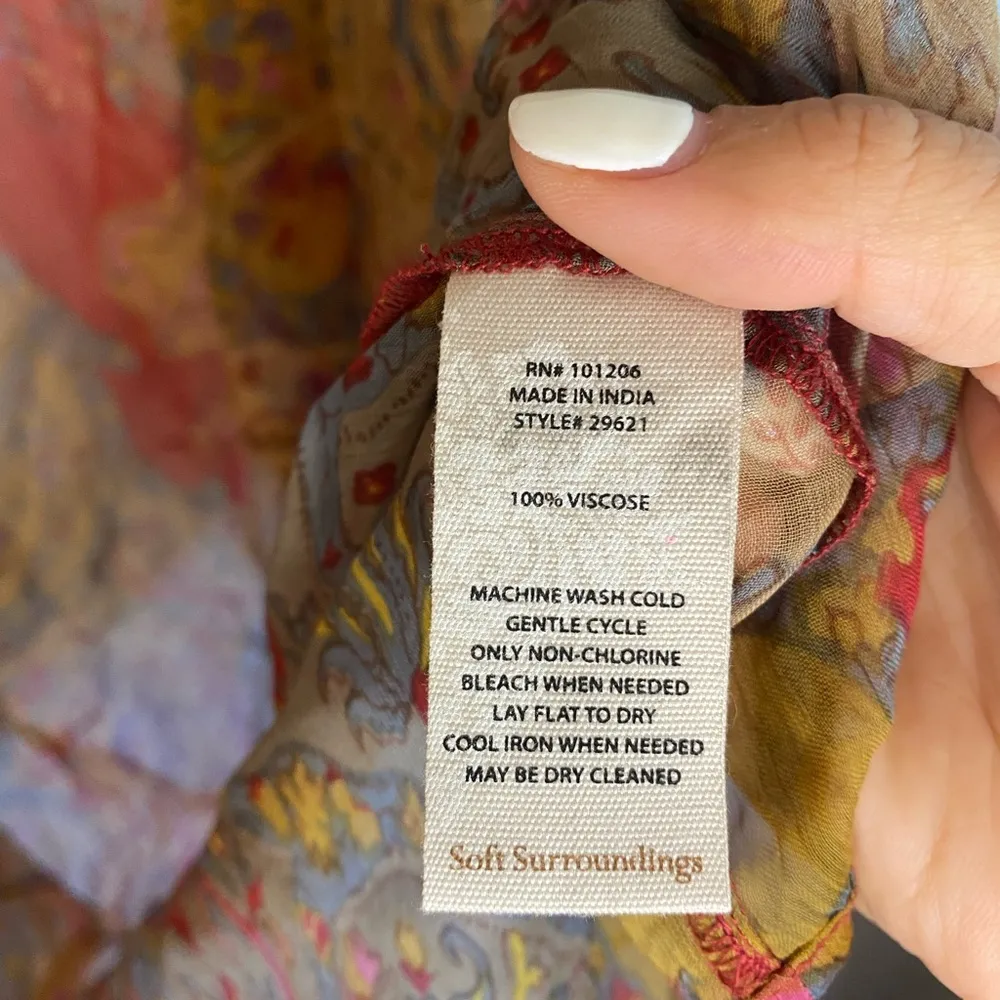 RN# 101206
MADE IN INDIA
STYLE# 29621
100% VISCOSE
MACHINE WASH COLD
GENTLE CYCLE
ONLY NON-CHLORINE
BLEACH WHEN NEEDED
LAY FLAT TO DRY
COOL IRON WHEN NEEDED
MAY BE DRY CLEANED
Soft Surroundings